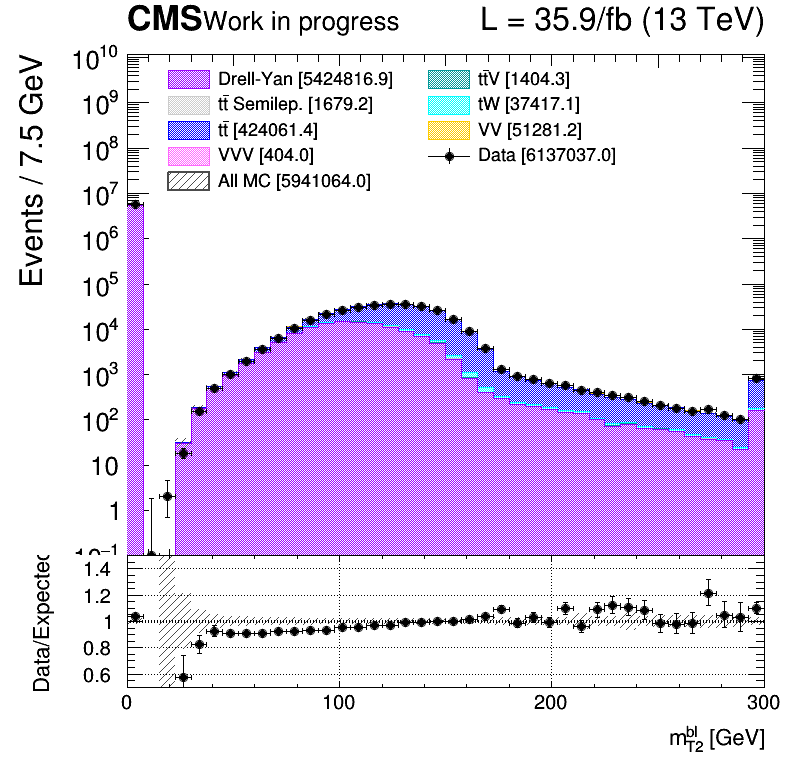 CMS Work in progress L = 35.9/fb (13 TeV)
Events / 7.5 GeV
10^10
10^9
10^8
10^7
10^6
10^5
10^4
10^3
10^2
10
1
10^−1
Drell-Yan [5424816.9]
tt̄ Semilep. [1679.2]
tt̄ [424061.4]
VVV [404.0]
All MC [5941064.0]
tt̄V [1404.3]
tW [37417.1]
VV [51281.2]
Data [6137037.0]
Data/Expected
1.4
1.2
1
0.8
0.6
0 100 200 300
m_T2^bl [GeV]